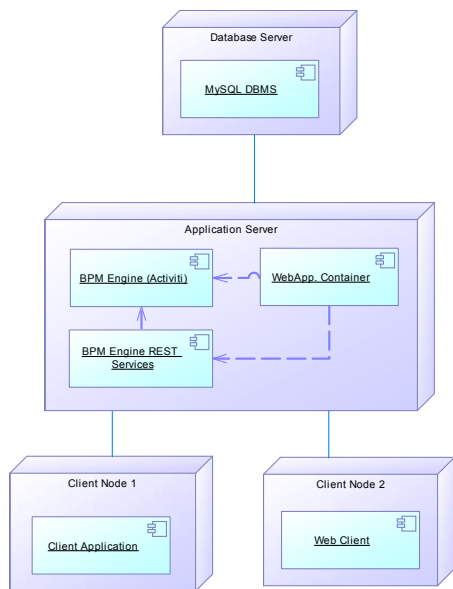 Database Server
MySQL DBMS
Application Server
BPM Engine (Activiti)
WebApp. Container
BPM Engine REST
Services
Client Node 1
Client Node 2
Client Application
Web Client